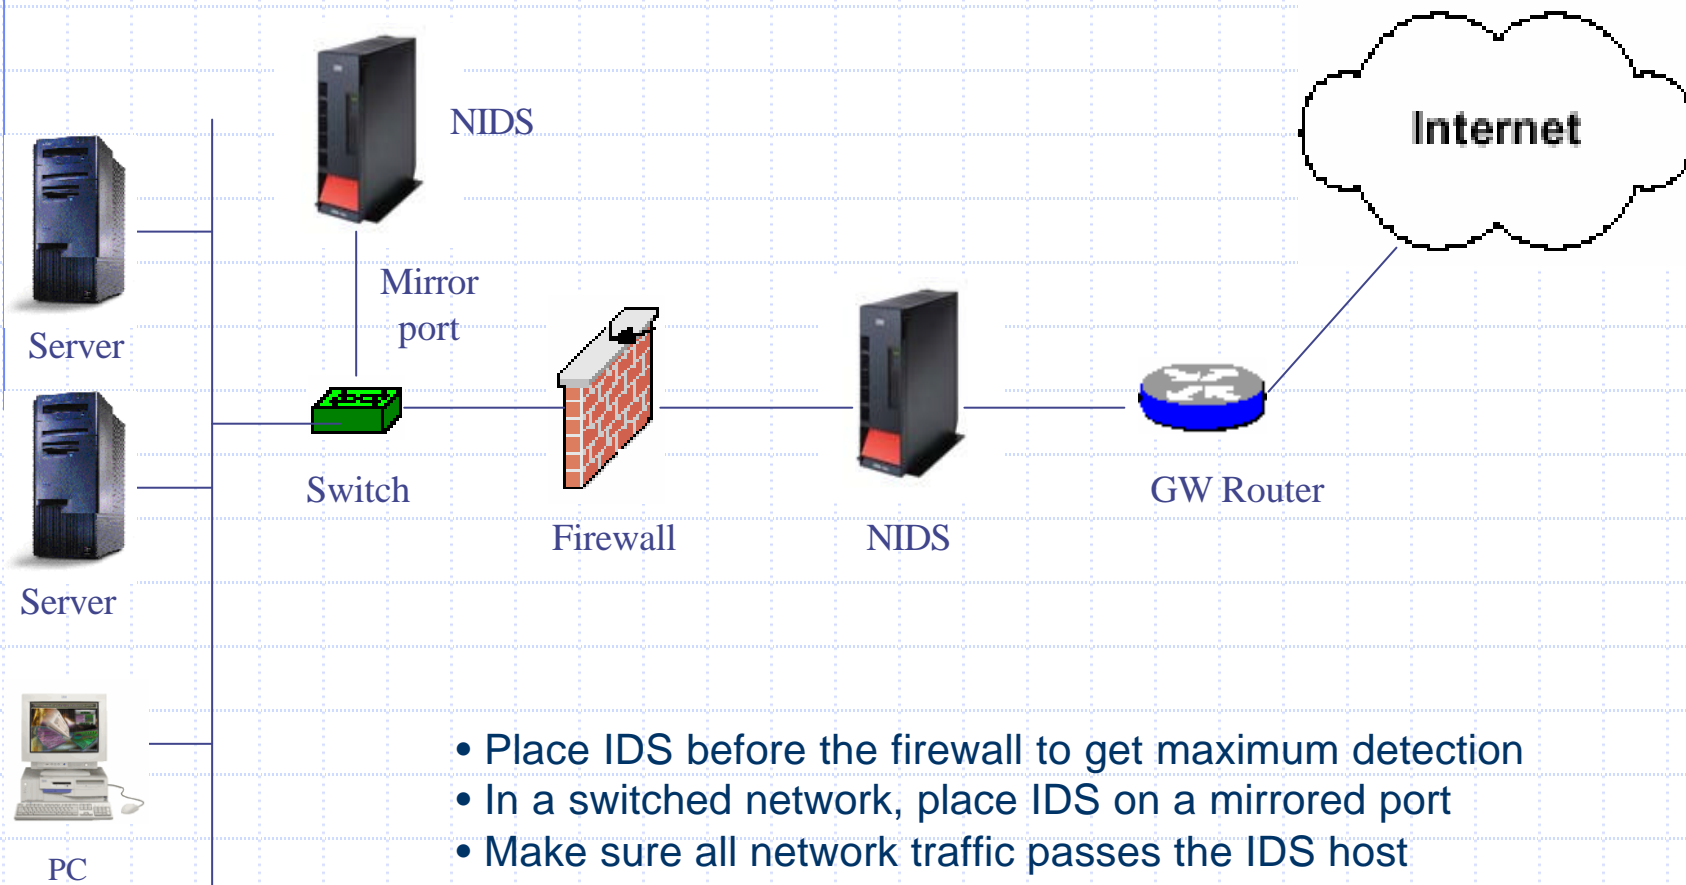 NIDS
Internet
Mirror
port
Server
Switch
GW Router
Firewall
NIDS
Server
• Place IDS before the firewall to get maximum detection
• In a switched network, place IDS on a mirrored port
• Make sure all network traffic passes the IDS host
PC